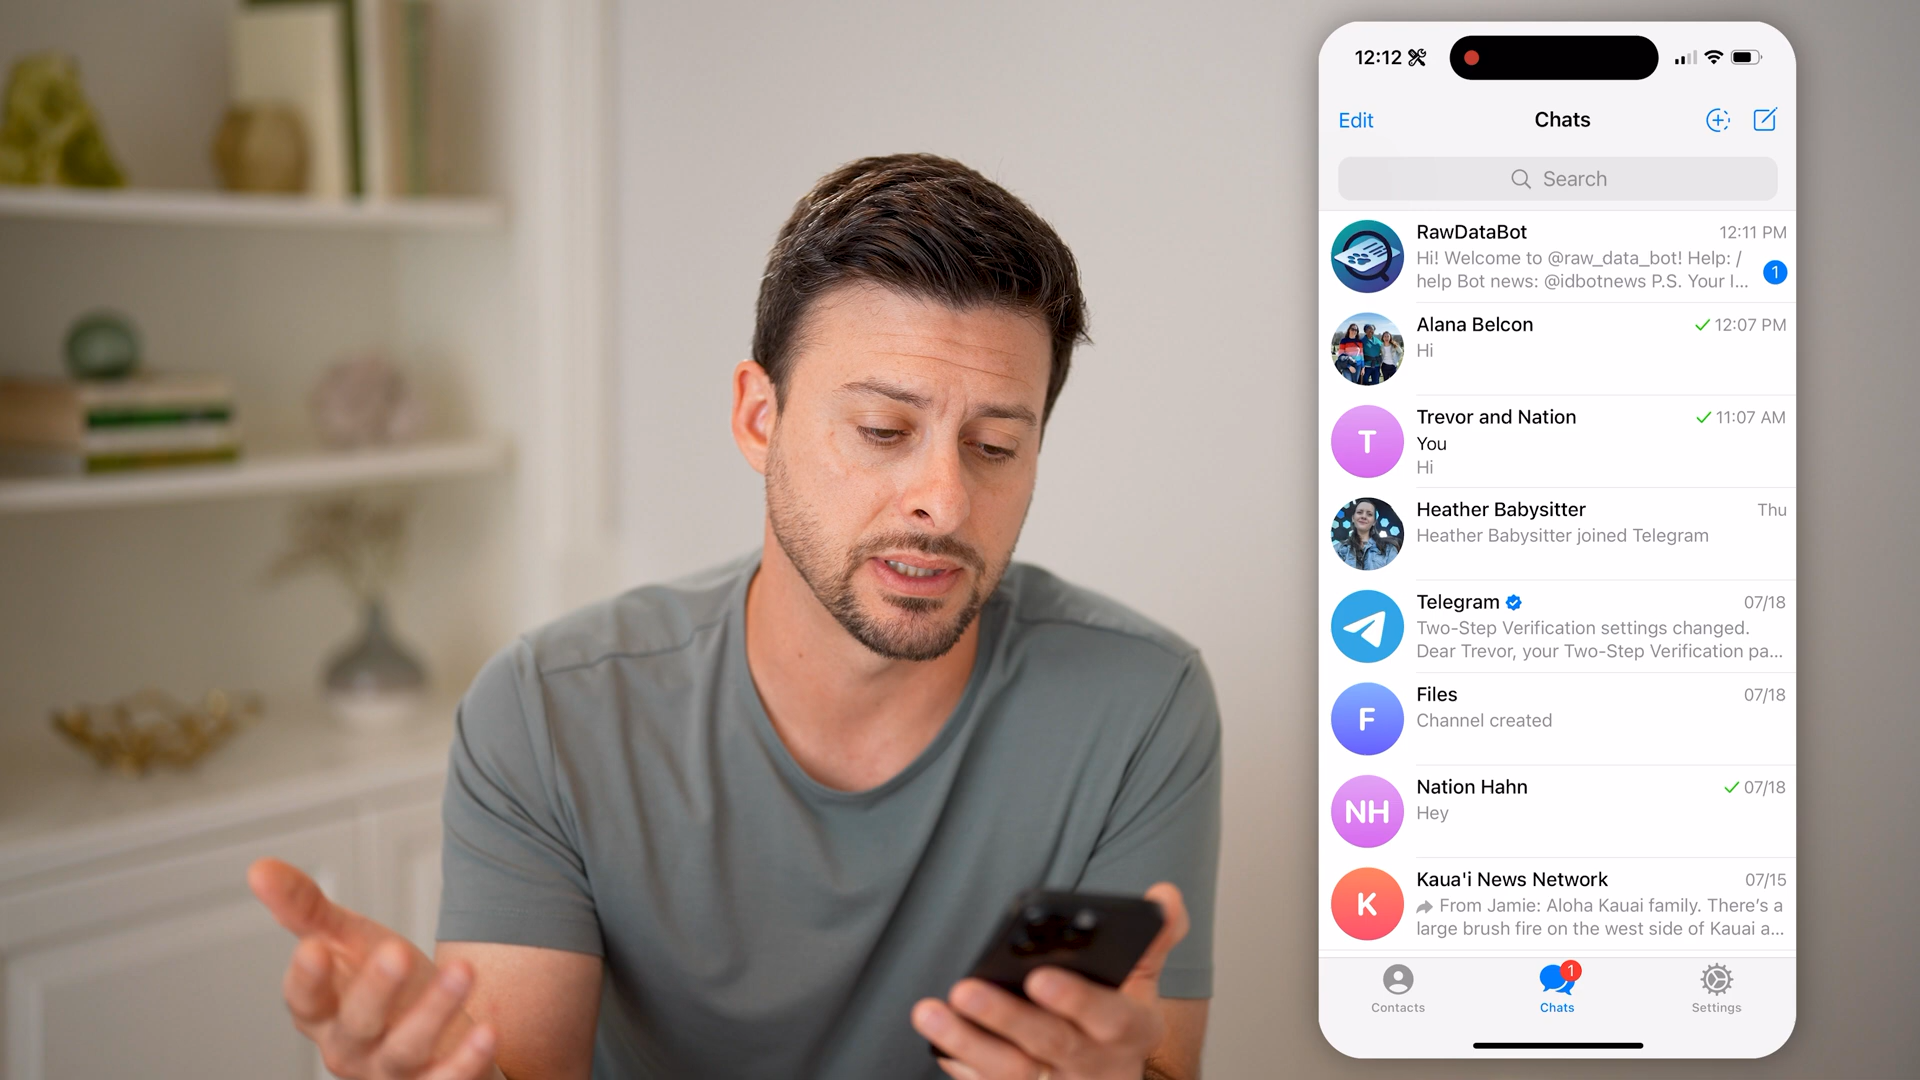 12:12
Edit
Chats
Search
RawDataBot
12:11 PM
Hi! Welcome to @raw_data_bot! Help: /
help Bot news: @idbotnews P.S. Your l...
1
Alana Belcon
12:07 PM
Hi
T
Trevor and Nation
11:07 AM
You
Hi
Heather Babysitter
Thu
Heather Babysitter joined Telegram
Telegram
07/18
Two-Step Verification settings changed.
Dear Trevor, your Two-Step Verification pa...
F
Files
07/18
Channel created
NH
Nation Hahn
07/18
Hey
K
Kaua'i News Network
07/15
From Jamie: Aloha Kauai family. There's a
large brush fire on the west side of Kauai a...
1
Contacts
Chats
Settings